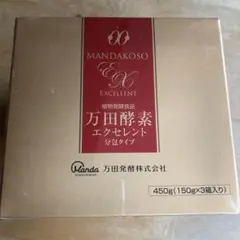 MANDAKOSO
EX
EXCELLENT
植物発酵食品
万田酵素
エクセレント
分包タイプ
Manda
万田発酵株式会社
450g(150g×3箱入り)